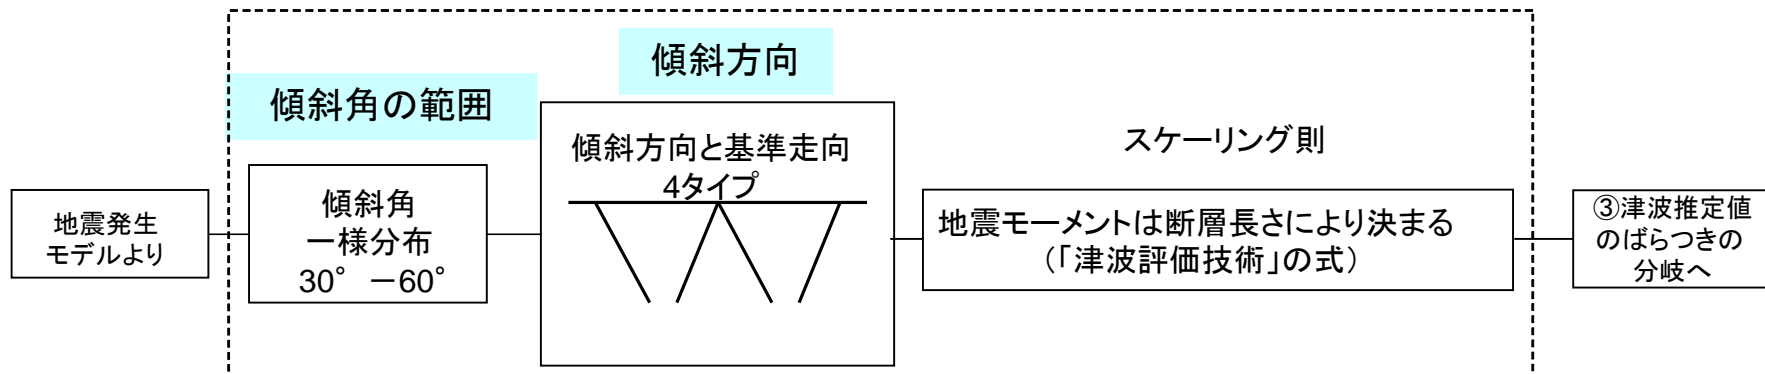 地震発生
モデルより
傾斜角の範囲
傾斜角
一様分布
30°－60°
傾斜方向
傾斜方向と基準走向
4タイプ
スケーリング則
地震モーメントは断層長さにより決まる
（「津波評価技術」の式）
③津波推定値
のばらつきの
分岐へ